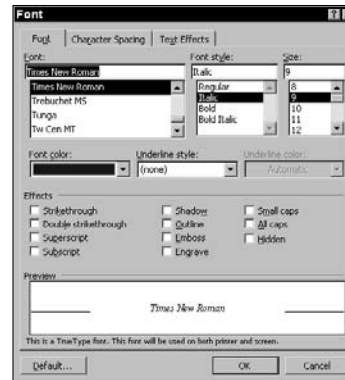 Font
Font Character Spacing Text Effects
Font: Font style: Size:
Times New Roman Italic 9
Times New Roman Regular 8
Trebuchet MS Italic 9
Tunga Bold 10
Tw Cen MT Bold Italic 11
12
Font color: Underline style: Underline color:
(none) Automatic
Effects
Strikethrough Shadow Small caps
Double strikethrough Outline All caps
Superscript Emboss Hidden
Subscript Engrave
Preview
Times New Roman
This is a TrueType font. This font will be used on both printer and screen.
Default... OK Cancel